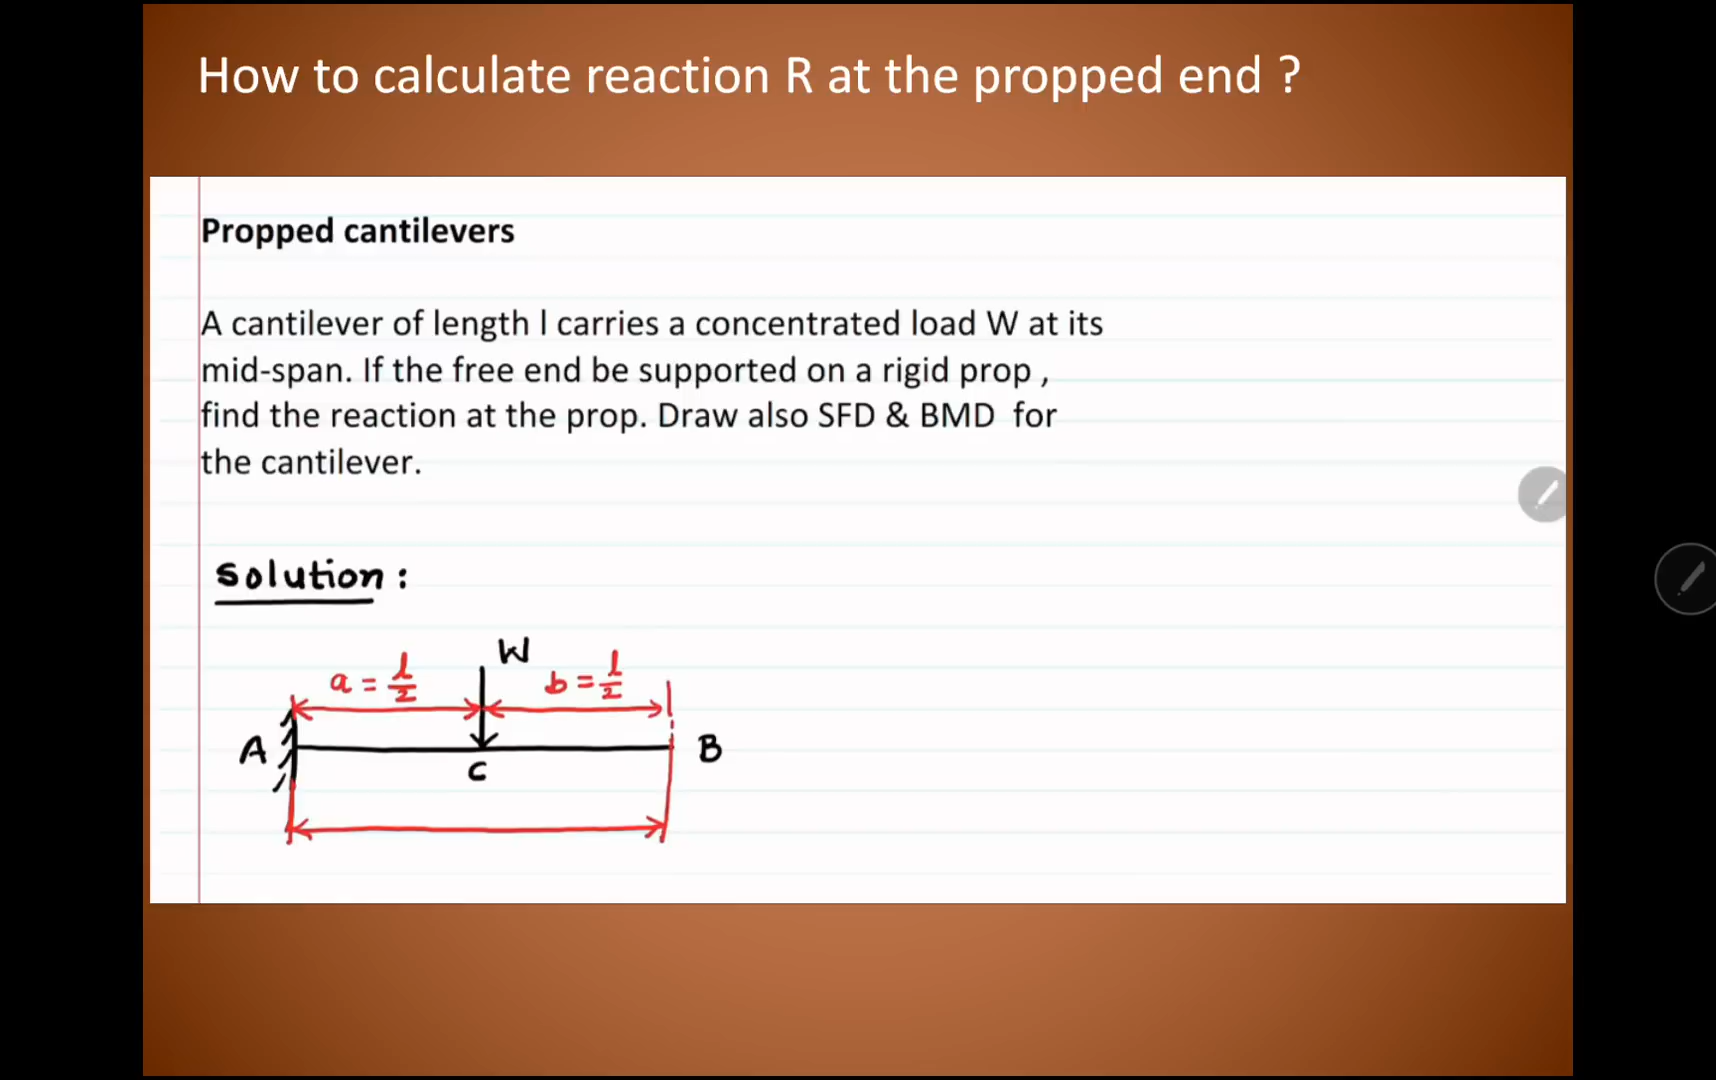 How to calculate reaction R at the propped end ?
Propped cantilevers
A cantilever of length l carries a concentrated load W at its
mid-span. If the free end be supported on a rigid prop ,
find the reaction at the prop. Draw also SFD & BMD for
the cantilever.
Solution :
W
a = l/2
b = l/2
A
B
C